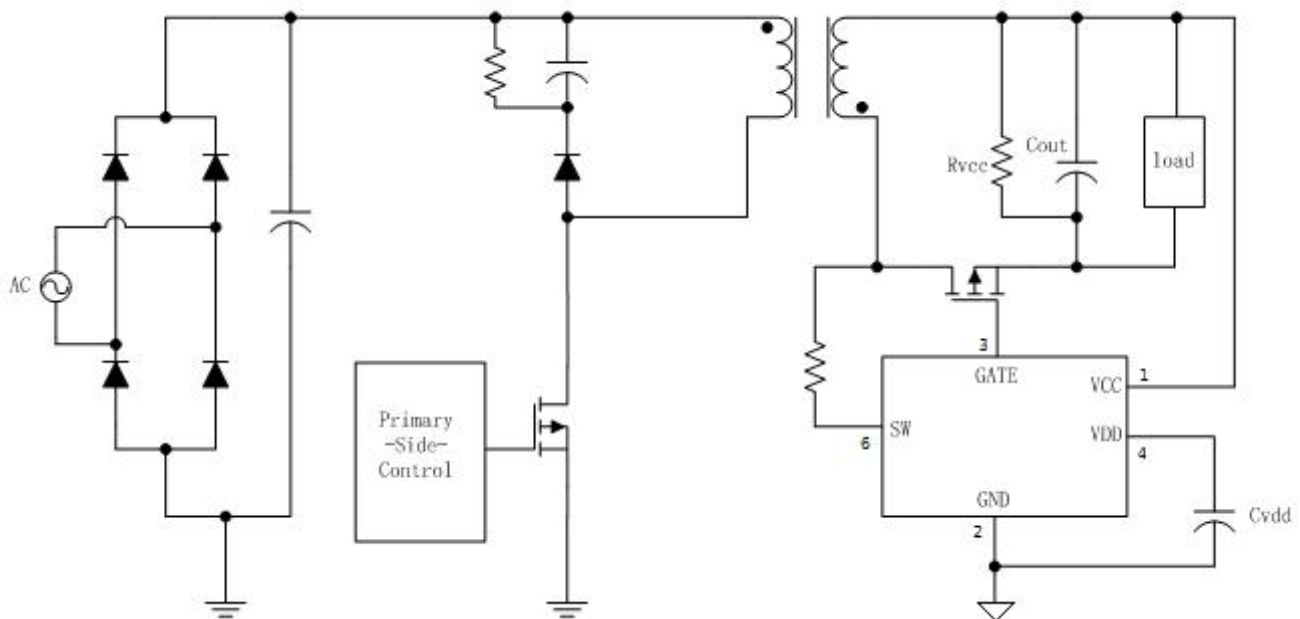 AC
Primary
-Side-
Control
Rvcc
Cout
load
3
GATE
VCC
1
SW
6
VDD
4
GND
2
Cvdd